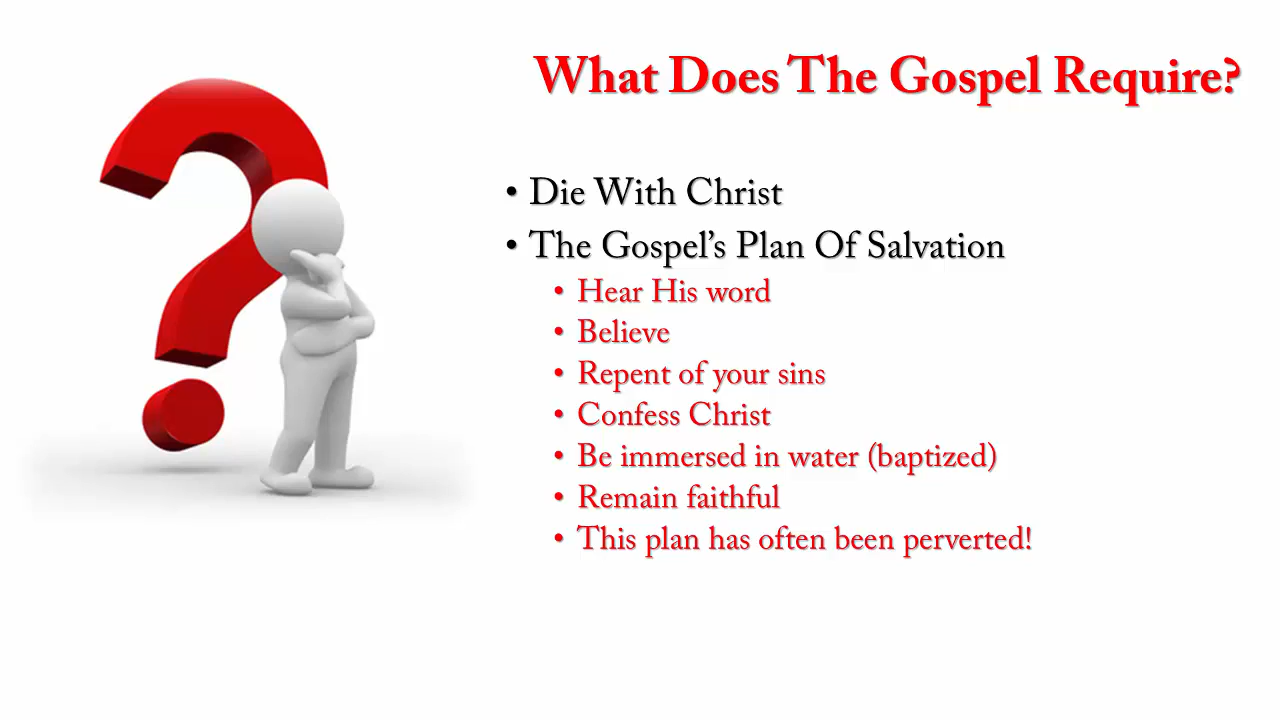 What Does The Gospel Require?
• Die With Christ
• The Gospel’s Plan Of Salvation
• Hear His word
• Believe
• Repent of your sins
• Confess Christ
• Be immersed in water (baptized)
• Remain faithful
• This plan has often been perverted!